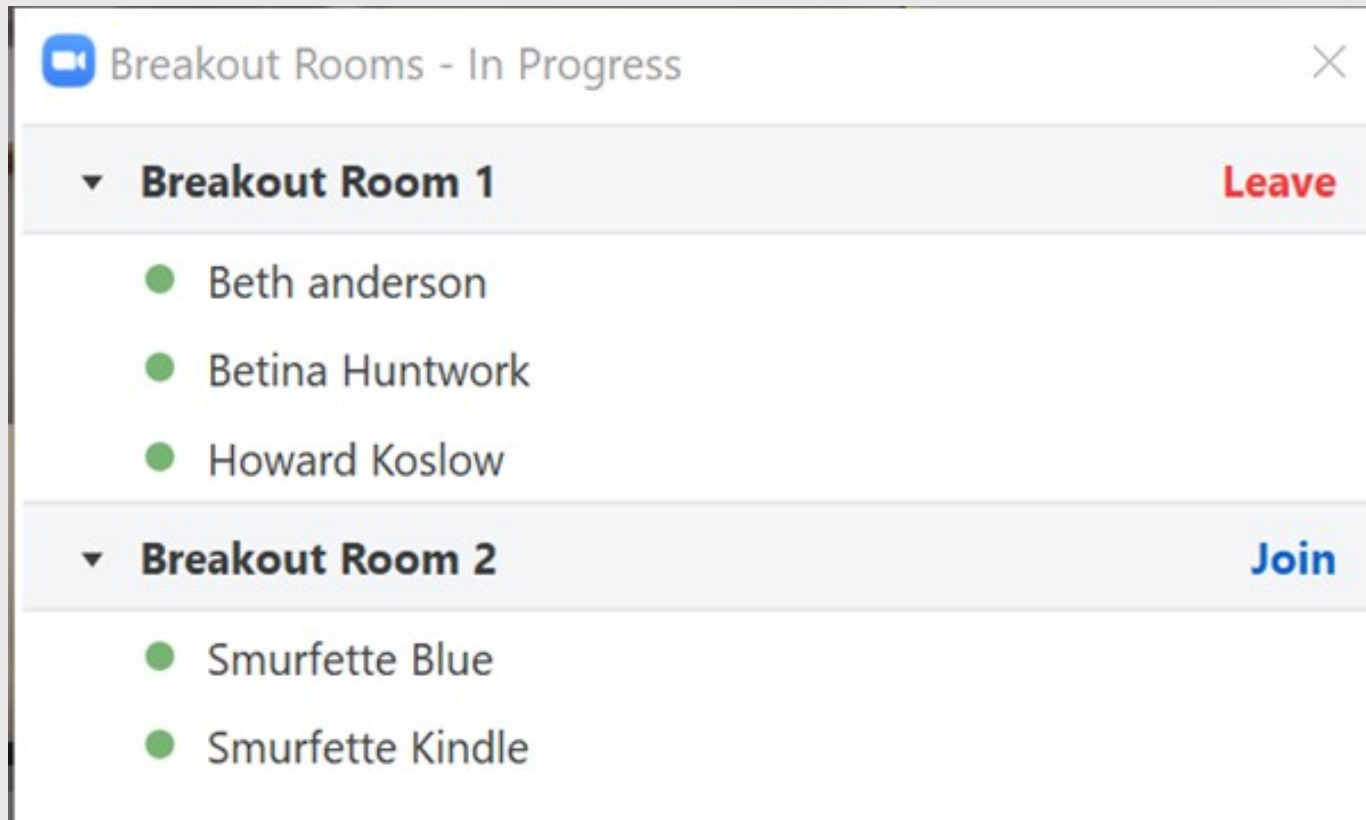 Breakout Rooms - In Progress
Breakout Room 1 Leave
Beth anderson
Betina Huntwork
Howard Koslow
Breakout Room 2 Join
Smurfette Blue
Smurfette Kindle